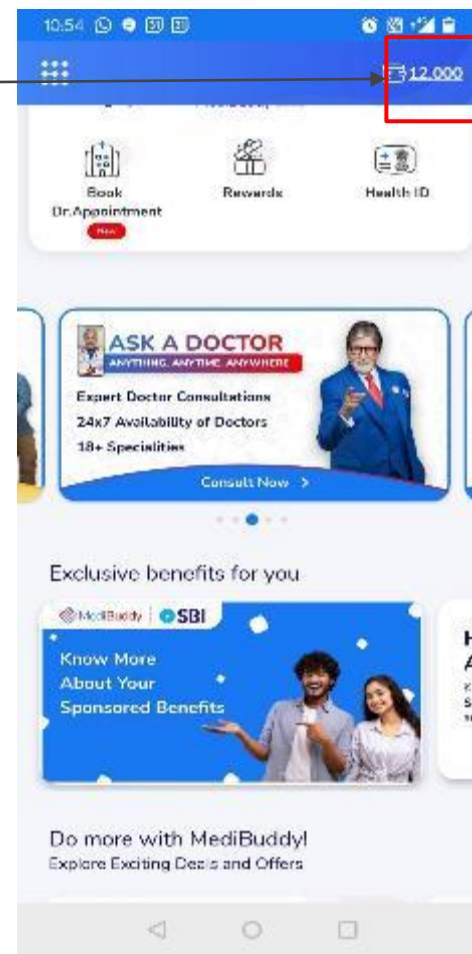 10:54
31 31
12,000
Book
Dr.Appointment
New
Rewards
Health ID
ASK A DOCTOR
ANYTHING, ANYTIME, ANYWHERE
Expert Doctor Consultations
24x7 Availability of Doctors
18+ Specialities
Consult Now >
Exclusive benefits for you
MediBuddy SBI
Know More
About Your
Sponsored Benefits
H
A
K
S
Do more with MediBuddy!
Explore Exciting Deals and Offers